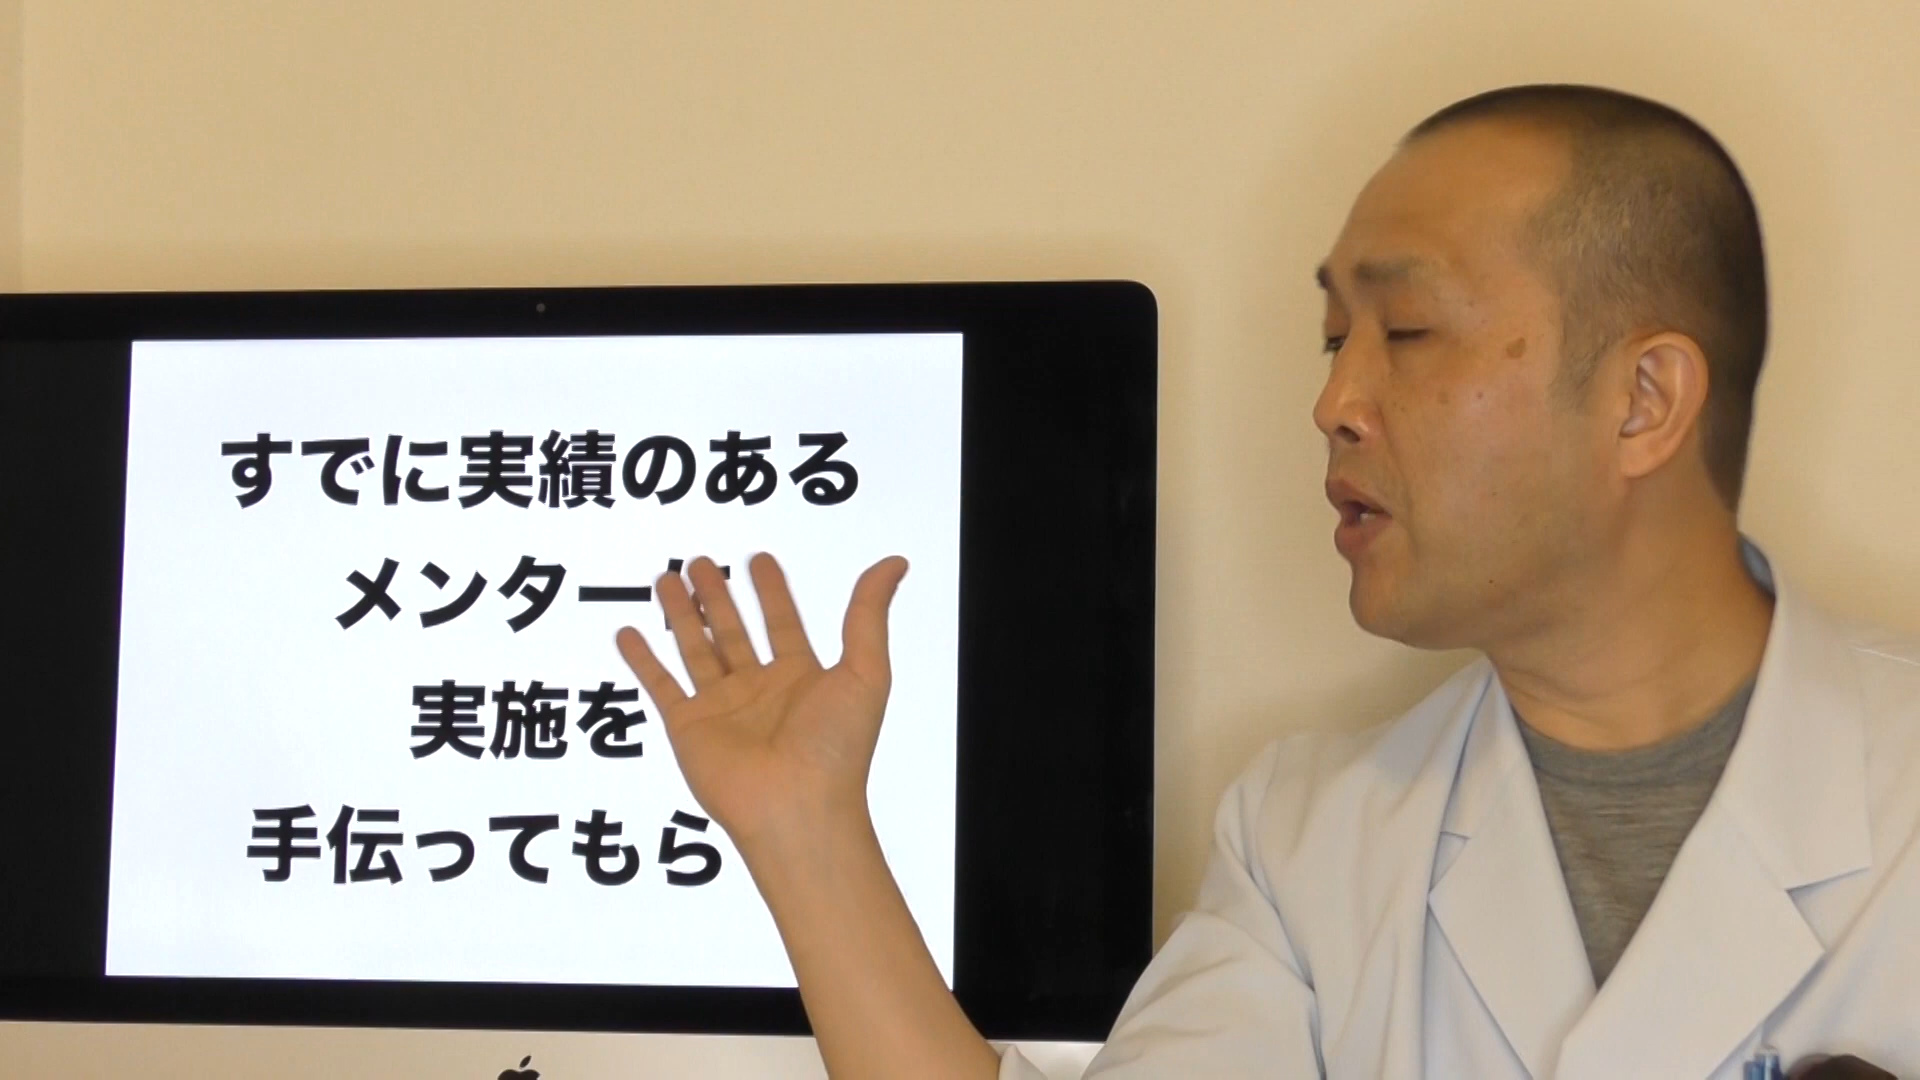 すでに実績のある
メンターに
実施を
手伝ってもら